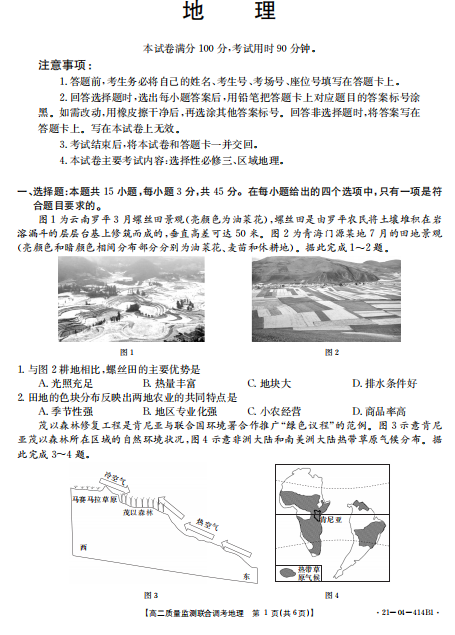 地 理
本试卷满分 100 分,考试用时 90 分钟。
注意事项:
1. 答题前,考生务必将自己的姓名、考生号、考场号、座位号填写在答题卡上。
2. 回答选择题时,选出每小题答案后,用铅笔把答题卡上对应题目的答案标号涂
黑。如需改动,用橡皮擦干净后,再选涂其他答案标号。回答非选择题时,将答案写在
答题卡上。写在本试卷上无效。
3. 考试结束后,将本试卷和答题卡一并交回。
4. 本试卷主要考试内容:选择性必修三、区域地理。
一、选择题:本题共 15 小题,每小题 3 分,共 45 分。在每小题给出的四个选项中,只有一项是符
合题目要求的。
图 1 为云南罗平 3 月螺丝田景观(亮颜色为油菜花),螺丝田是由罗平农民将土壤堆积在岩
溶漏斗的层层台基上修筑而成的,垂直高差可达 50 米。图 2 为青海门源某地 7 月的田地景观
(亮颜色和暗颜色相间分布部分分别为油菜花、麦苗和休耕地)。据此完成 1～2 题。
图 1
图 2
1. 与图 2 耕地相比,螺丝田的主要优势是
A. 光照充足 B. 热量丰富 C. 地块大 D. 排水条件好
2. 田地的色块分布反映出两地农业的共同特点是
A. 季节性强 B. 地区专业化强 C. 小农经营 D. 商品率高
茂以森林修复工程是肯尼亚与联合国环境署合作推广“绿色议程”的范例。图 3 示意肯尼
亚茂以森林所在区域的自然环境状况,图 4 示意非洲大陆和南美洲大陆热带草原气候分布。据
此完成 3～4 题。
冷空气
马赛马拉草原
茂以森林
热空气
西
东
图 3
肯尼亚
热带草
原气候
图 4
【高二质量监测联合调考地理 第 1 页(共 6 页)】
·21-04-414B1·